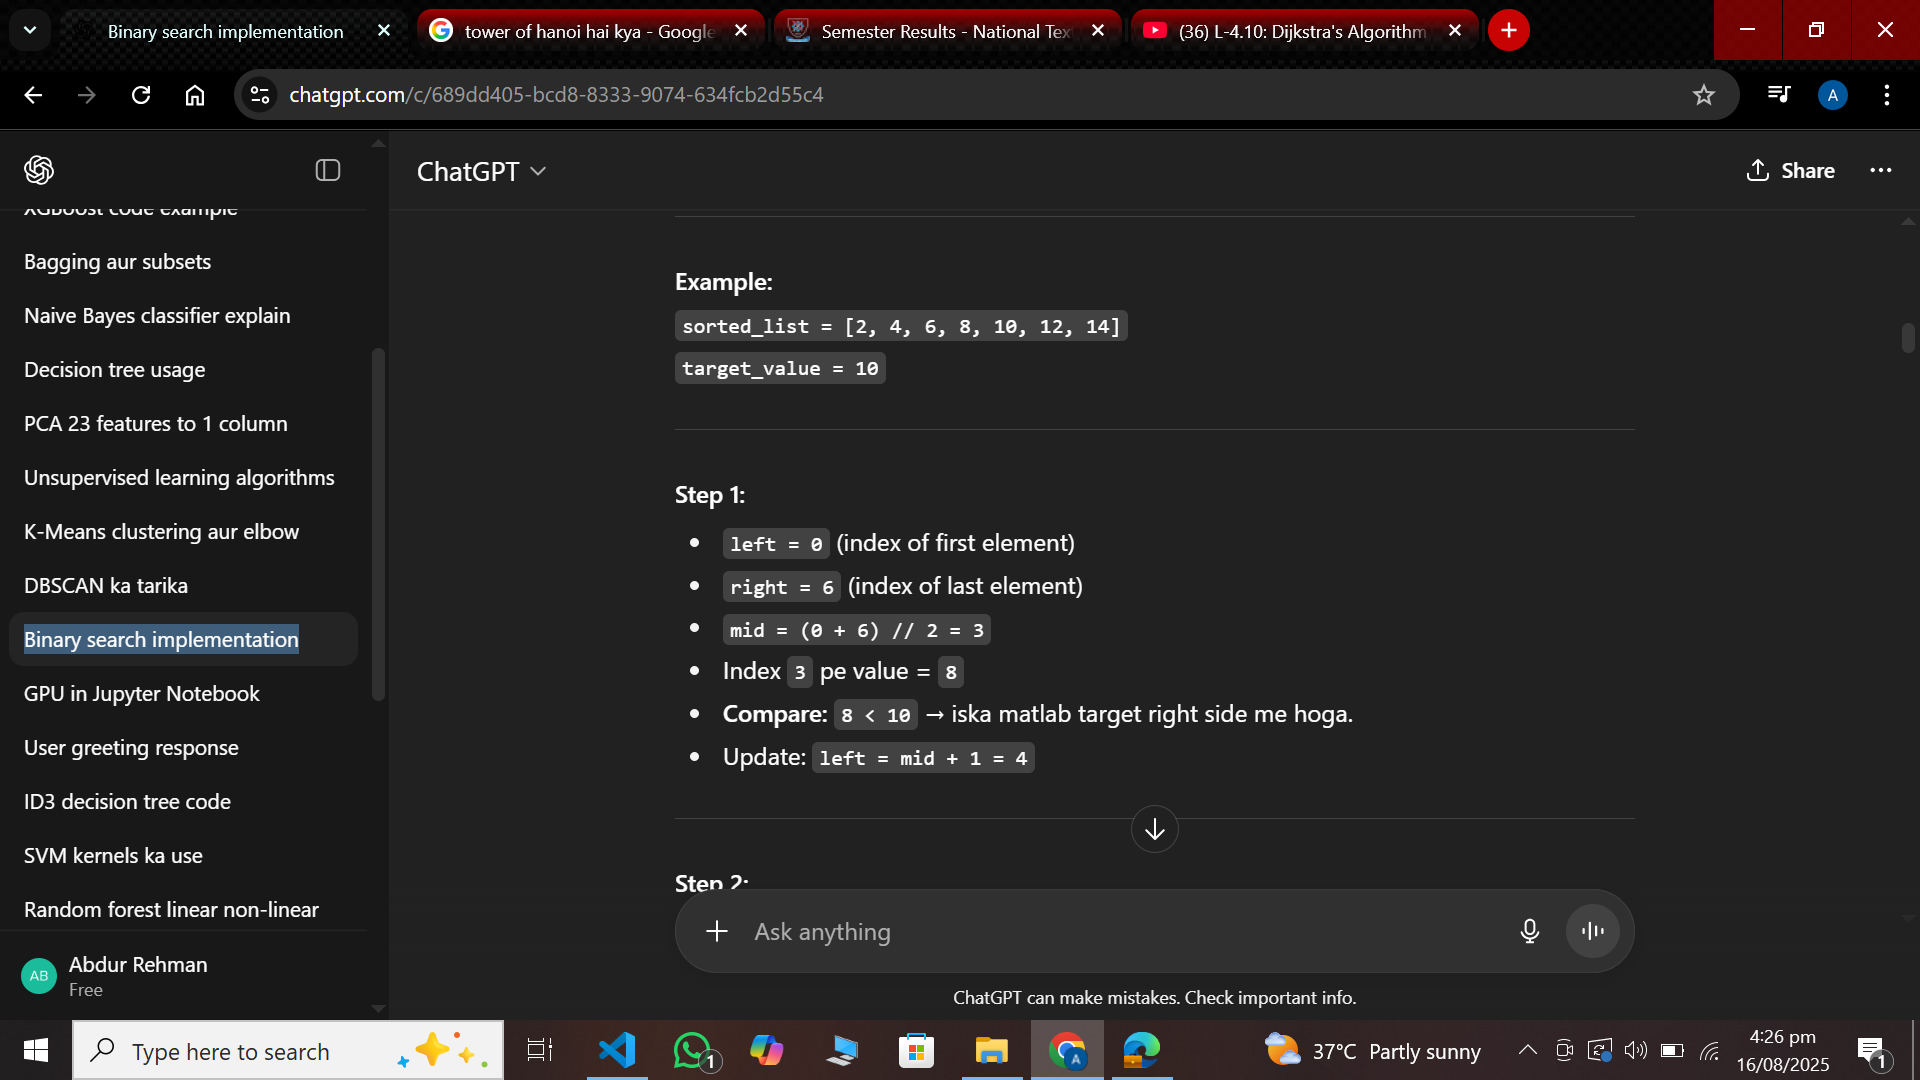 Binary search implementation
tower of hanoi hai kya - Google
Semester Results - National Tex
(36) L-4.10: Dijkstra's Algorithm
chatgpt.com/c/689dd405-bcd8-8333-9074-634fcb2d55c4
A
ChatGPT
Share
XGBoost code example
Bagging aur subsets
Naive Bayes classifier explain
Decision tree usage
PCA 23 features to 1 column
Unsupervised learning algorithms
K-Means clustering aur elbow
DBSCAN ka tarika
Binary search implementation
GPU in Jupyter Notebook
User greeting response
ID3 decision tree code
SVM kernels ka use
Random forest linear non-linear
AB
Abdur Rehman
Free
Example:
sorted_list = [2, 4, 6, 8, 10, 12, 14]
target_value = 10
Step 1:
left = 0 (index of first element)
right = 6 (index of last element)
mid = (0 + 6) // 2 = 3
Index 3 pe value = 8
Compare: 8 < 10 → iska matlab target right side me hoga.
Update: left = mid + 1 = 4
Step 2:
Ask anything
ChatGPT can make mistakes. Check important info.
Type here to search
1
A
37°C Partly sunny
4:26 pm
16/08/2025
1